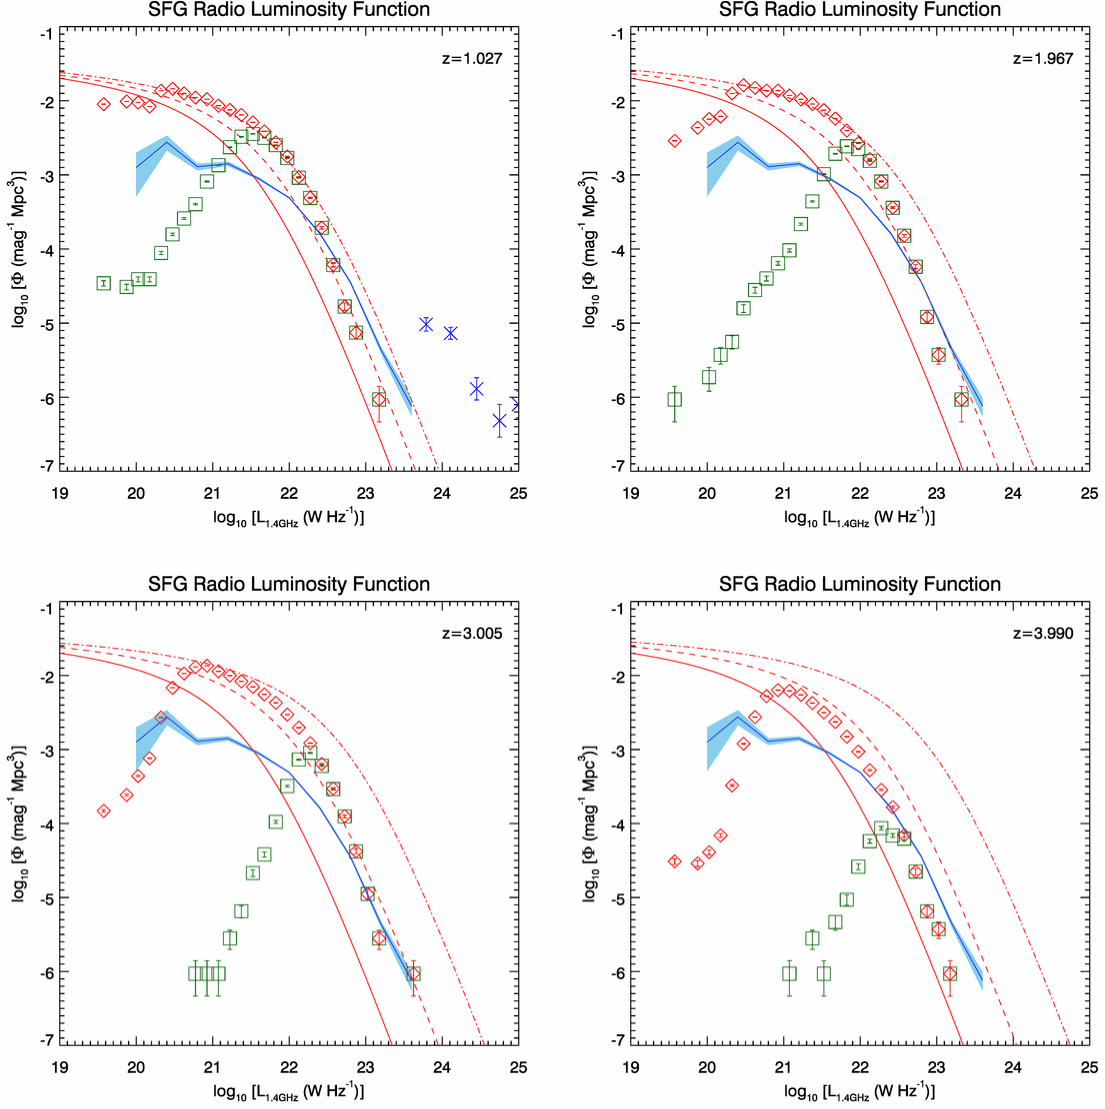 SFG Radio Luminosity Function
z=1.027
log10 [Φ (mag-1 Mpc3)]
-1
-2
-3
-4
-5
-6
-7
19 20 21 22 23 24 25
log10 [L1.4GHz (W Hz-1)]
SFG Radio Luminosity Function
z=1.967
log10 [Φ (mag-1 Mpc3)]
-1
-2
-3
-4
-5
-6
-7
19 20 21 22 23 24 25
log10 [L1.4GHz (W Hz-1)]
SFG Radio Luminosity Function
z=3.005
log10 [Φ (mag-1 Mpc3)]
-1
-2
-3
-4
-5
-6
-7
19 20 21 22 23 24 25
log10 [L1.4GHz (W Hz-1)]
SFG Radio Luminosity Function
z=3.990
log10 [Φ (mag-1 Mpc3)]
-1
-2
-3
-4
-5
-6
-7
19 20 21 22 23 24 25
log10 [L1.4GHz (W Hz-1)]